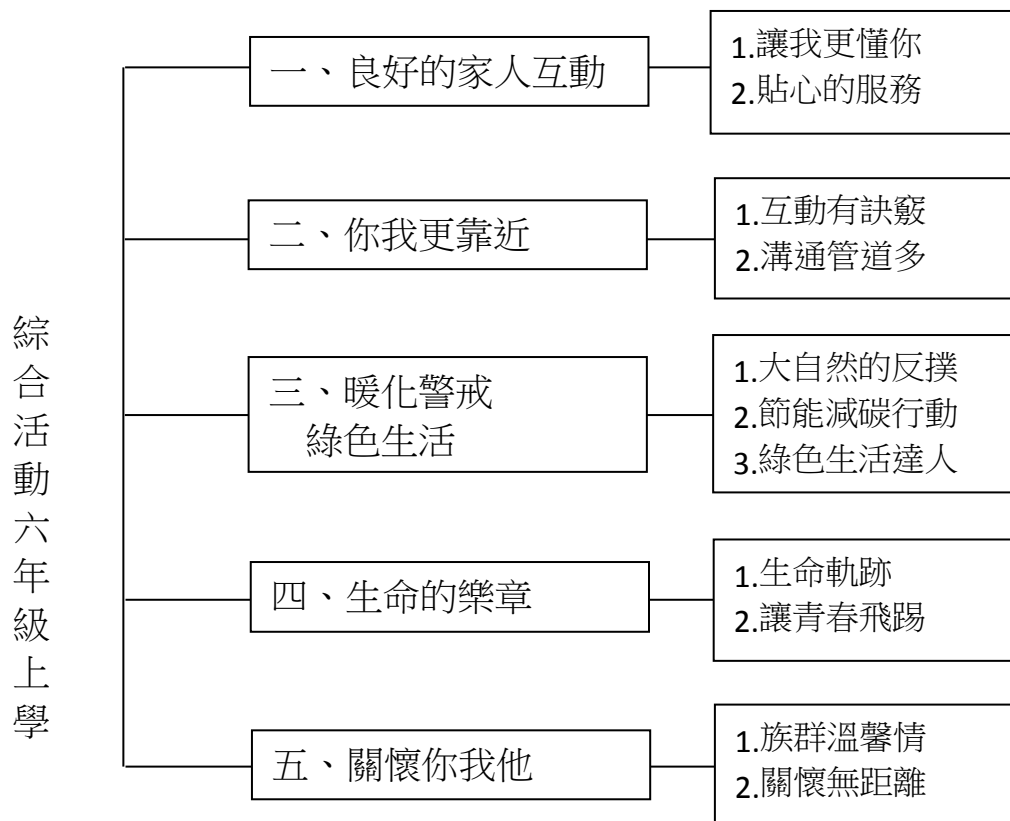 綜合活動六年級上學
一、良好的家人互動
1.讓我更懂你
2.貼心的服務
二、你我更靠近
1.互動有訣竅
2.溝通管道多
三、暖化警戒
綠色生活
1.大自然的反撲
2.節能減碳行動
3.綠色生活達人
四、生命的樂章
1.生命軌跡
2.讓青春飛踢
五、關懷你我他
1.族群溫馨情
2.關懷無距離